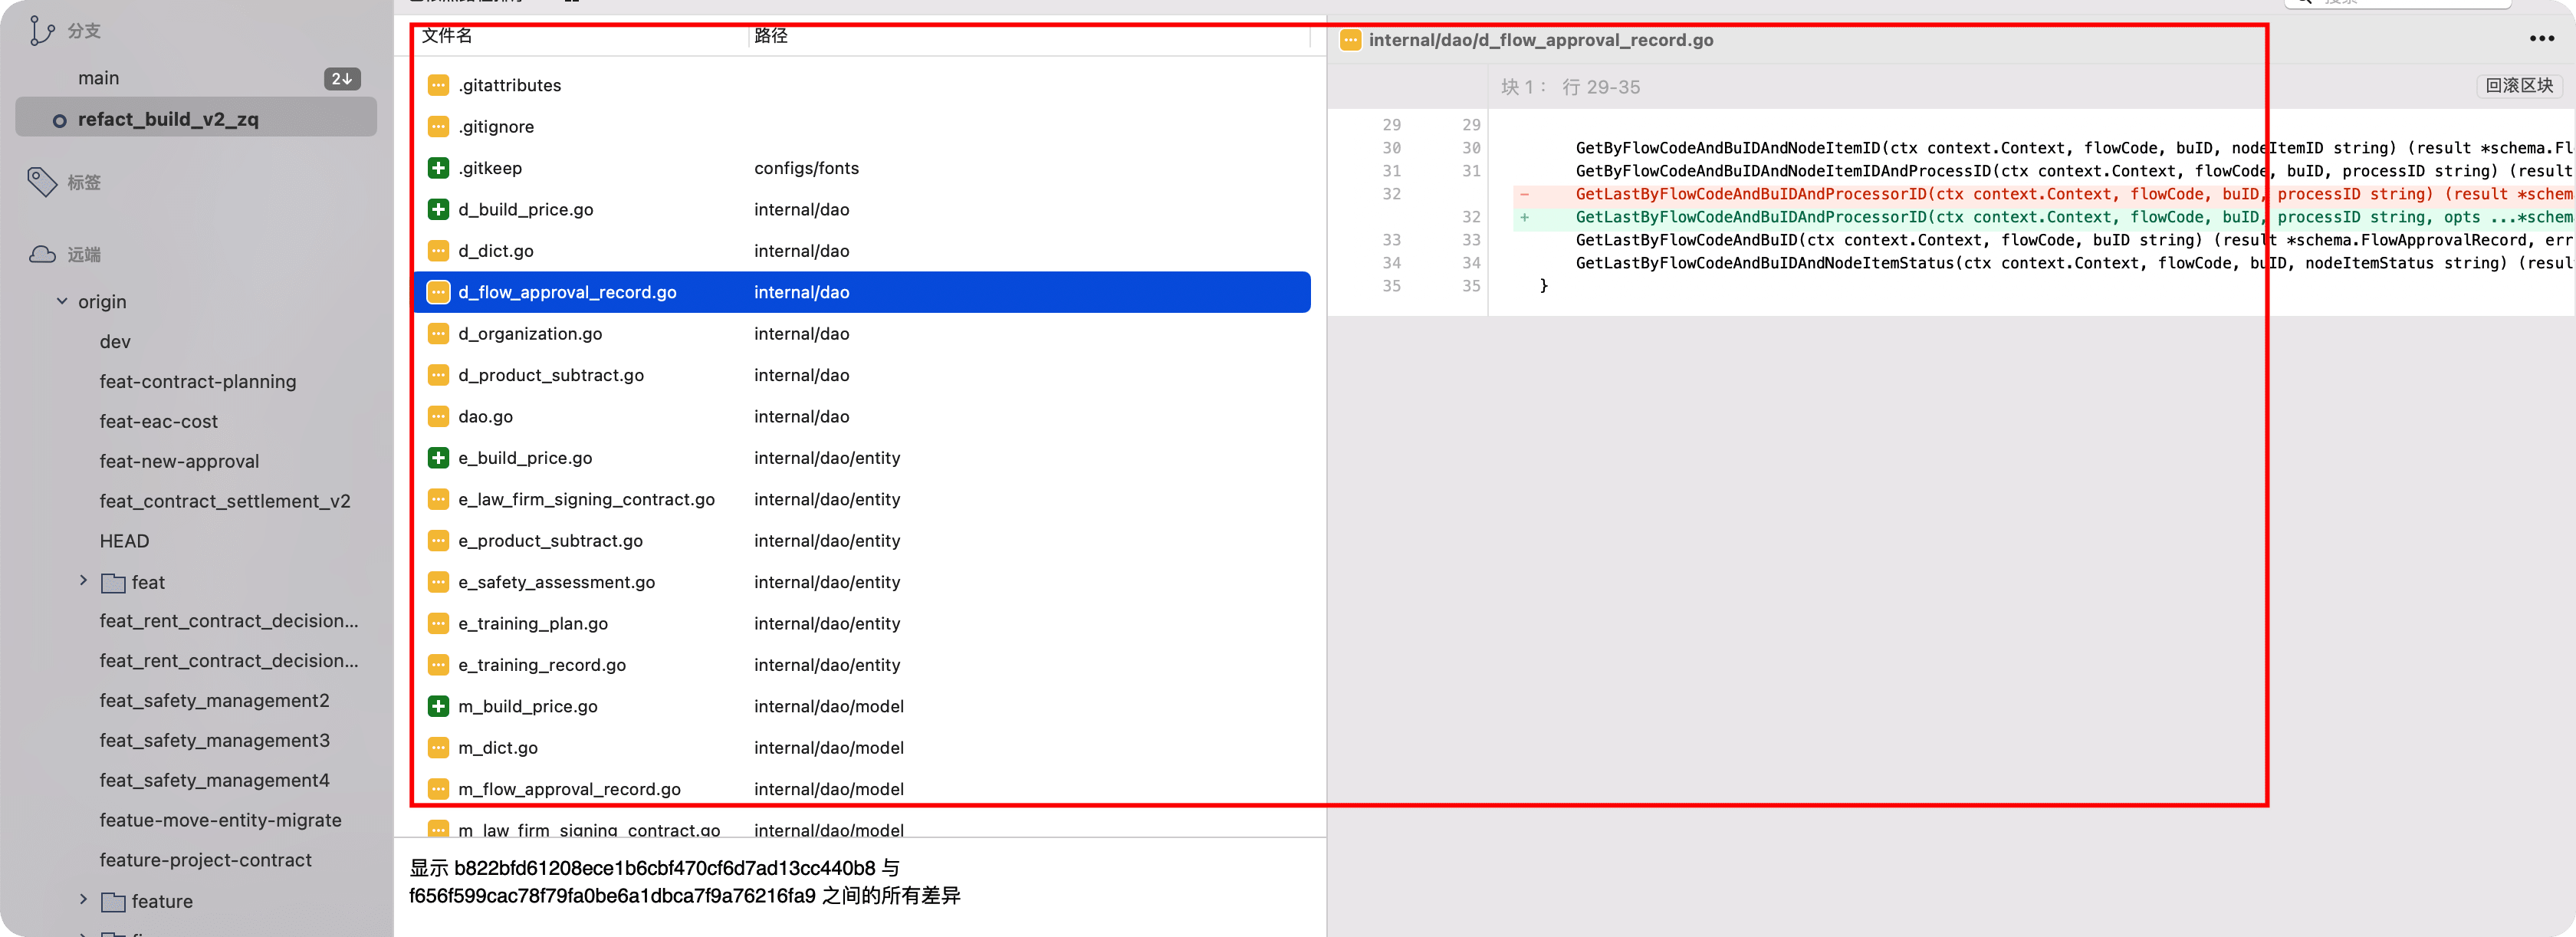 分支
main
2↓
refact_build_v2_zq
标签
远端
origin
dev
feat-contract-planning
feat-eac-cost
feat-new-approval
feat_contract_settlement_v2
HEAD
feat
feat_rent_contract_decision...
feat_rent_contract_decision...
feat_safety_management2
feat_safety_management3
feat_safety_management4
featue-move-entity-migrate
feature-project-contract
feature
文件名 路径
.gitattributes
.gitignore
.gitkeep configs/fonts
d_build_price.go internal/dao
d_dict.go internal/dao
d_flow_approval_record.go internal/dao
d_organization.go internal/dao
d_product_subtract.go internal/dao
dao.go internal/dao
e_build_price.go internal/dao/entity
e_law_firm_signing_contract.go internal/dao/entity
e_product_subtract.go internal/dao/entity
e_safety_assessment.go internal/dao/entity
e_training_plan.go internal/dao/entity
e_training_record.go internal/dao/entity
m_build_price.go internal/dao/model
m_dict.go internal/dao/model
m_flow_approval_record.go internal/dao/model
m_law_firm_signing_contract.go internal/dao/model
显示 b822bfd61208ece1b6cbf470cf6d7ad13cc440b8 与
f656f599cac78f79fa0be6a1dbca7f9a76216fa9 之间的所有差异
搜索
internal/dao/d_flow_approval_record.go
块 1： 行 29-35
回滚区块
29 29
30 30 GetByFlowCodeAndBuIDAndNodeItemID(ctx context.Context, flowCode, buID, nodeItemID string) (result *schema.Fl
31 31 GetByFlowCodeAndBuIDAndNodeItemIDAndProcessID(ctx context.Context, flowCode, buID, processID string) (result
32 - GetLastByFlowCodeAndBuIDAndProcessorID(ctx context.Context, flowCode, buID, processID string) (result *schem
32 + GetLastByFlowCodeAndBuIDAndProcessorID(ctx context.Context, flowCode, buID, processID string, opts ...*schem
33 33 GetLastByFlowCodeAndBuID(ctx context.Context, flowCode, buID string) (result *schema.FlowApprovalRecord, err
34 34 GetLastByFlowCodeAndBuIDAndNodeItemStatus(ctx context.Context, flowCode, buID, nodeItemStatus string) (resul
35 35 }